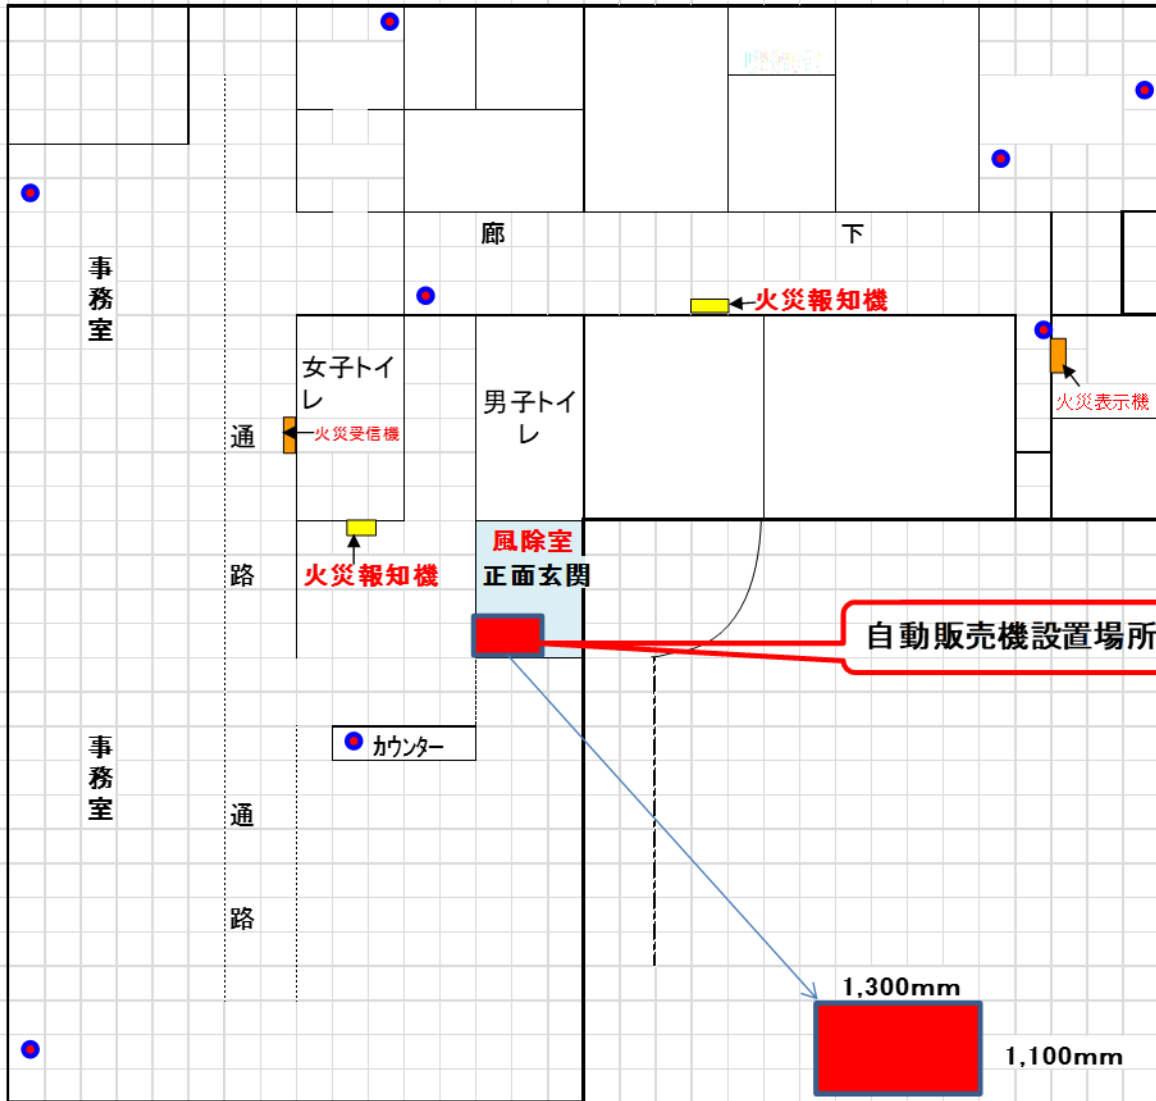 廊下
事務室
火災報知機
女子トイ
レ
男子トイ
レ
火災表示機
火災受信機
通路
風除室
正面玄関
火災報知機
自動販売機設置場所
事務室
カウンター
通路
1,300mm
1,100mm